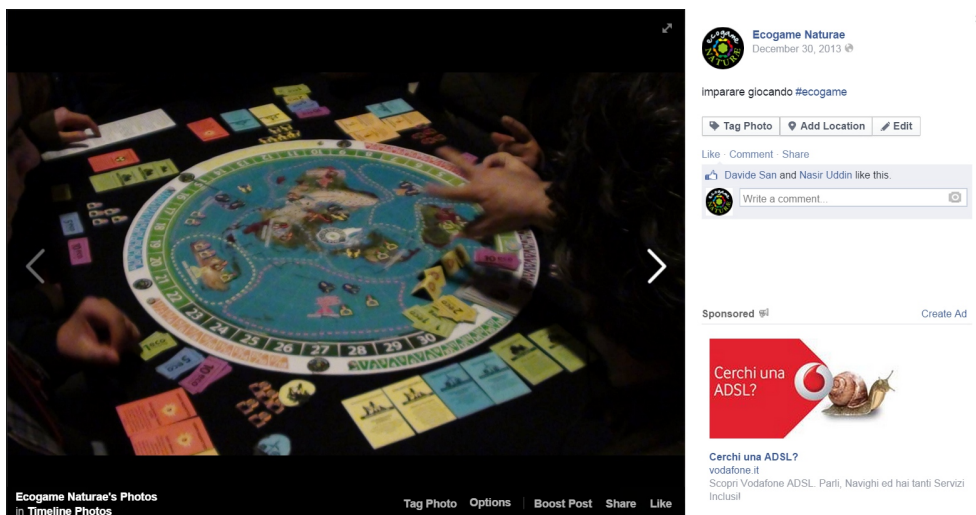 Ecogame Naturae
December 30, 2013
imparare giocando #ecogame
Tag Photo Add Location Edit
Like · Comment · Share
Davide San and Nasir Uddin like this.
Write a comment...
Sponsored
Create Ad
Cerchi una
ADSL?
Cerchi una ADSL?
vodafone.it
Scopri Vodafone ADSL. Parli, Navighi ed hai tanti Servizi
Inclusi!
22 23 24 25 26 27 28 29 30
Ecogame Naturae's Photos
in Timeline Photos
Tag Photo Options Boost Post Share Like